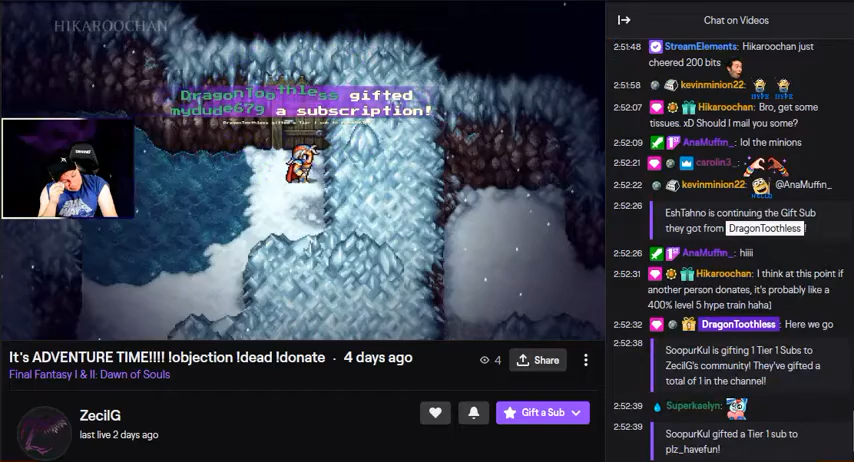 HIKAROOCHAN
DragonToothless gifted
mydude679 a subscription!
It's ADVENTURE TIME!!!! !objection !dead !donate · 4 days ago
4
Share
Final Fantasy I & II: Dawn of Souls
ZecilG
last live 2 days ago
Gift a Sub
Chat on Videos
2:51:48 StreamElements: Hikaroochan just
cheered 200 bits
2:51:58 kevinminion22:
2:52:07 Hikaroochan: Bro, get some
tissues. xD Should I mail you some?
2:52:09 AnaMuffin_: lol the minions
2:52:21 carolin3_:
2:52:22 kevinminion22: @AnaMuffin_
2:52:26
EshTahno is continuing the Gift Sub
they got from DragonToothless!
2:52:26 AnaMuffin_: hiiii
2:52:31 Hikaroochan: I think at this point if
another person donates, it's probably like a
400% level 5 hype train haha]
2:52:32 DragonToothless: Here we go
2:52:38
SoopurKul is gifting 1 Tier 1 Subs to
ZecilG's community! They've gifted a
total of 1 in the channel!
2:52:39 Superkaelyn:
2:52:39
SoopurKul gifted a Tier 1 sub to
plz_havefun!